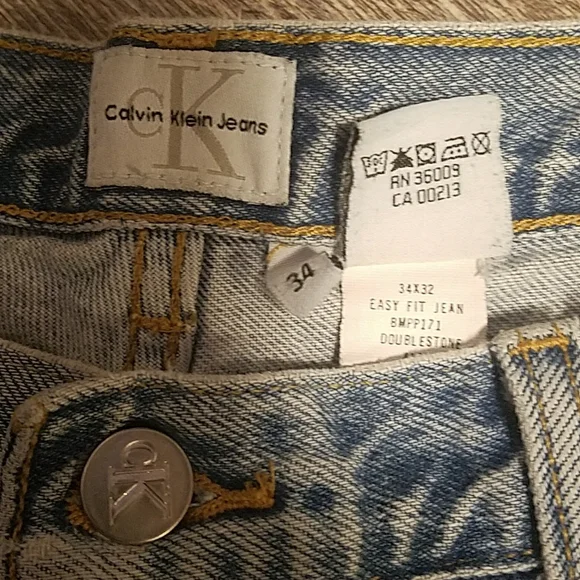 Calvin Klein Jeans
CK
RN 36009
CA 00213
34
34X32
EASY FIT JEAN
BMPP171
DOUBLESTONE
CK